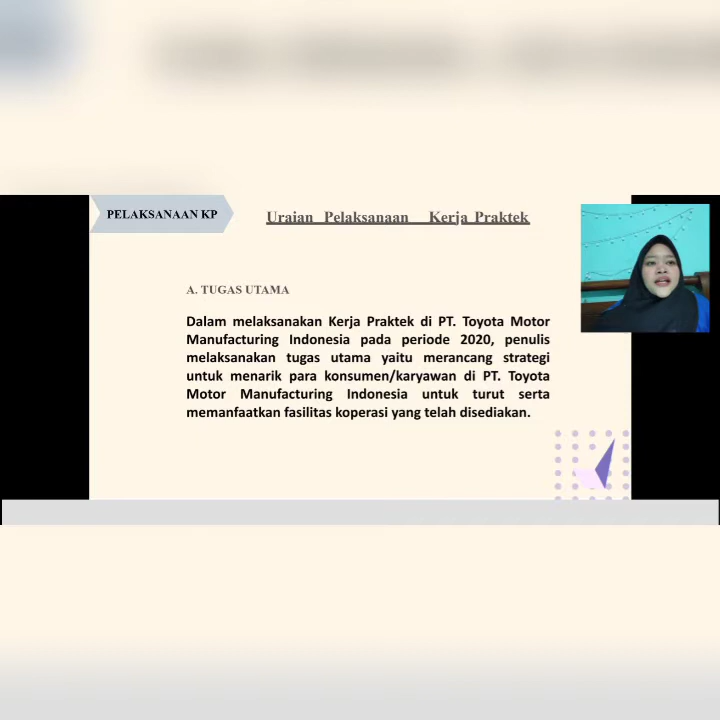 PELAKSANAAN KP
Uraian Pelaksanaan Kerja Praktek
A. TUGAS UTAMA
Dalam melaksanakan Kerja Praktek di PT. Toyota Motor
Manufacturing Indonesia pada periode 2020, penulis
melaksanakan tugas utama yaitu merancang strategi
untuk menarik para konsumen/karyawan di PT. Toyota
Motor Manufacturing Indonesia untuk turut serta
memanfaatkan fasilitas koperasi yang telah disediakan.